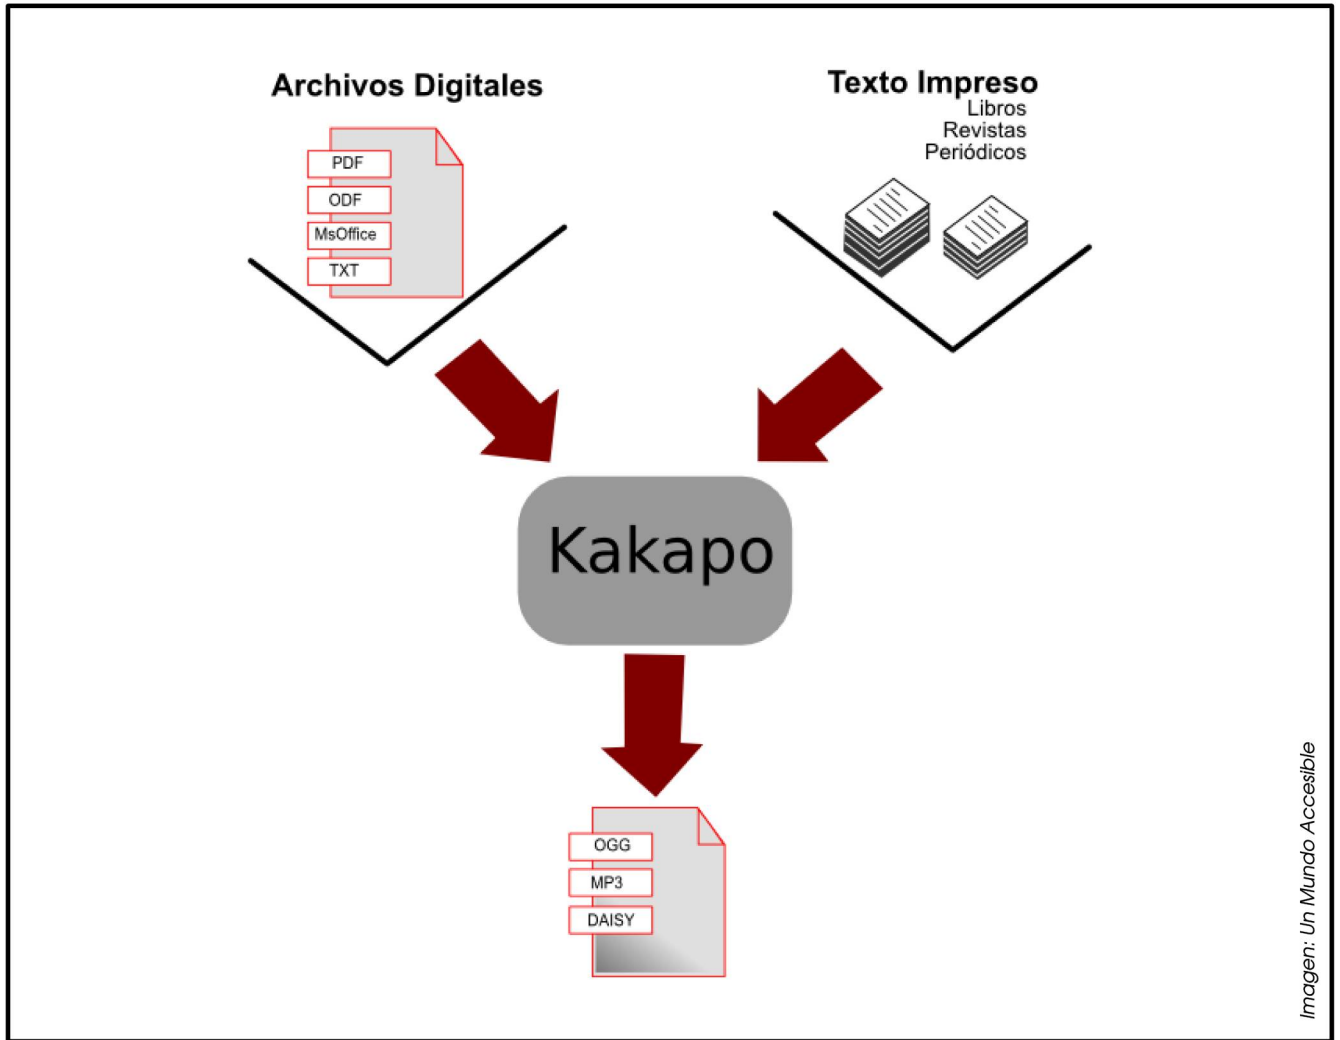 Archivos Digitales
PDF
ODF
MsOffice
TXT
Texto Impreso
Libros
Revistas
Periódicos
Kakapo
OGG
MP3
DAISY
Imagen: Un Mundo Accesible